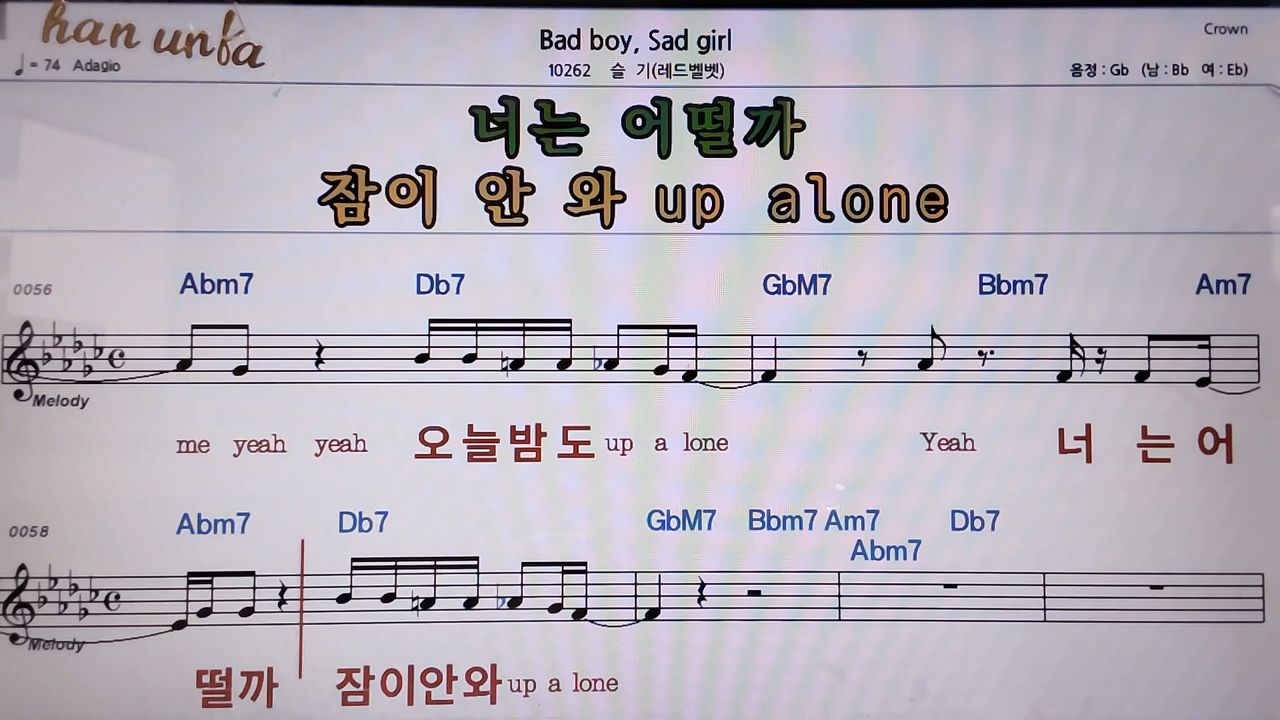 han unfa
Bad boy, Sad girl
Crown
♩= 74 Adagio
10262 슬 기(레드벨벳)
음정 : Gb (남 : Bb 여 : Eb)
너는 어떨까
잠이 안 와 up alone
0056 Abm7 Db7 GbM7 Bbm7 Am7
Melody
me yeah yeah 오늘밤도 up a lone Yeah 너 는 어
0058 Abm7 Db7 GbM7 Bbm7 Am7 Db7
Abm7
Melody
떨까 잠이안와 up a lone